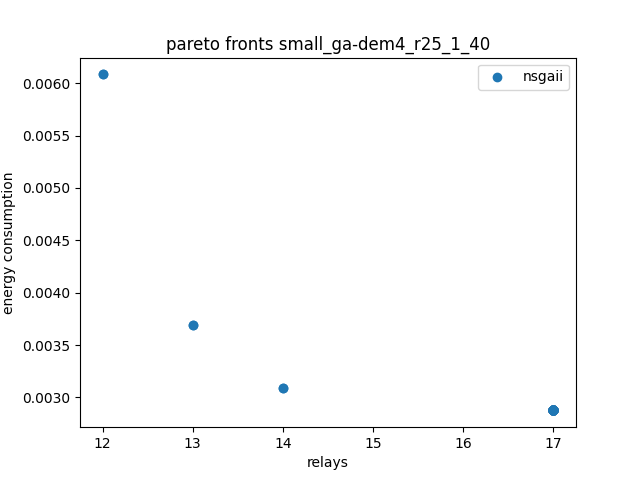 pareto fronts small_ga-dem4_r25_1_40
nsgaii
0.0060
0.0055
0.0050
0.0045
0.0040
0.0035
0.0030
energy consumption
12 13 14 15 16 17
relays